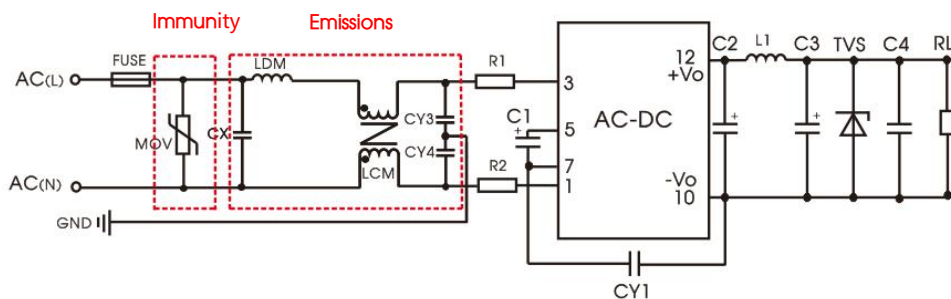 Immunity Emissions
FUSE LDM R1 C2 L1 C3 TVS C4 RL
12
+Vo
AC(L) 3
C1 + 5 AC-DC + +
MOV CX CY3
CY4 7
LCM R2 1 -Vo
AC(N) 10
GND
CY1